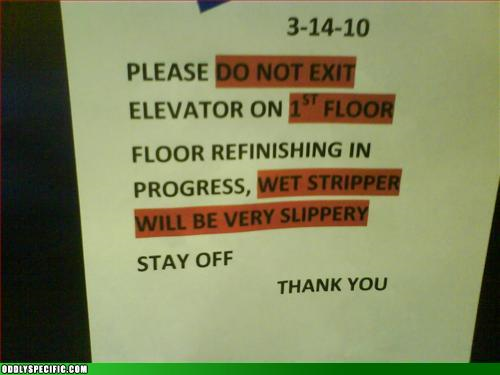 3-14-10
PLEASE DO NOT EXIT
ELEVATOR ON 1ST FLOOR
FLOOR REFINISHING IN
PROGRESS, WET STRIPPER
WILL BE VERY SLIPPERY
STAY OFF
THANK YOU
ODDLYSPECIFIC.COM